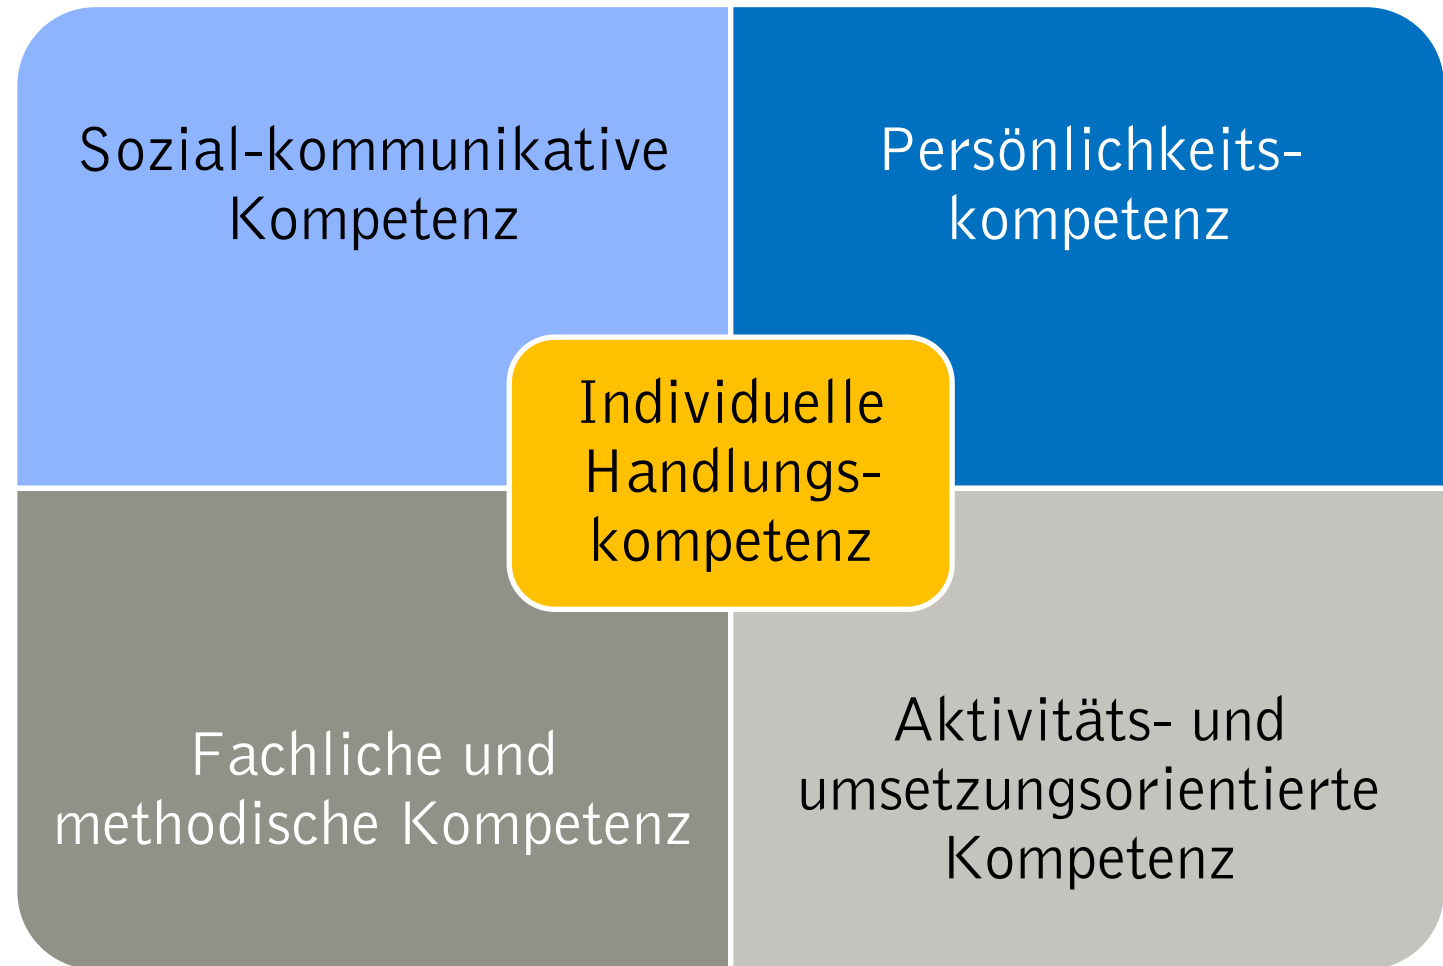 Sozial-kommunikative
Kompetenz
Persönlichkeits-
kompetenz
Individuelle
Handlungs-
kompetenz
Fachliche und
methodische Kompetenz
Aktivitäts- und
umsetzungsorientierte
Kompetenz